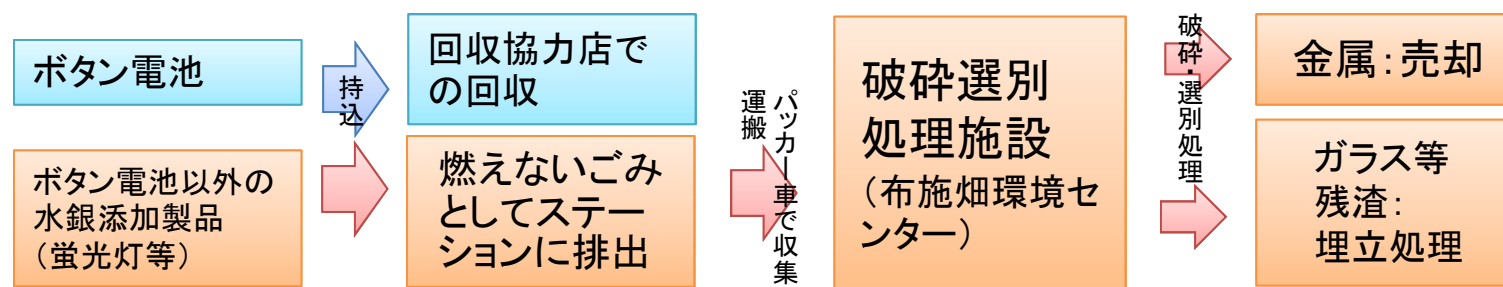 ボタン電池
持込
回収協力店で
の回収
ボタン電池以外の
水銀添加製品
（蛍光灯等）
燃えないごみ
としてステー
ションに排出
パッカー車で収集
運搬
破砕選別
処理施設
（布施畑環境セ
ンター）
破砕・選別処理
金属：売却
ガラス等
残渣：
埋立処理